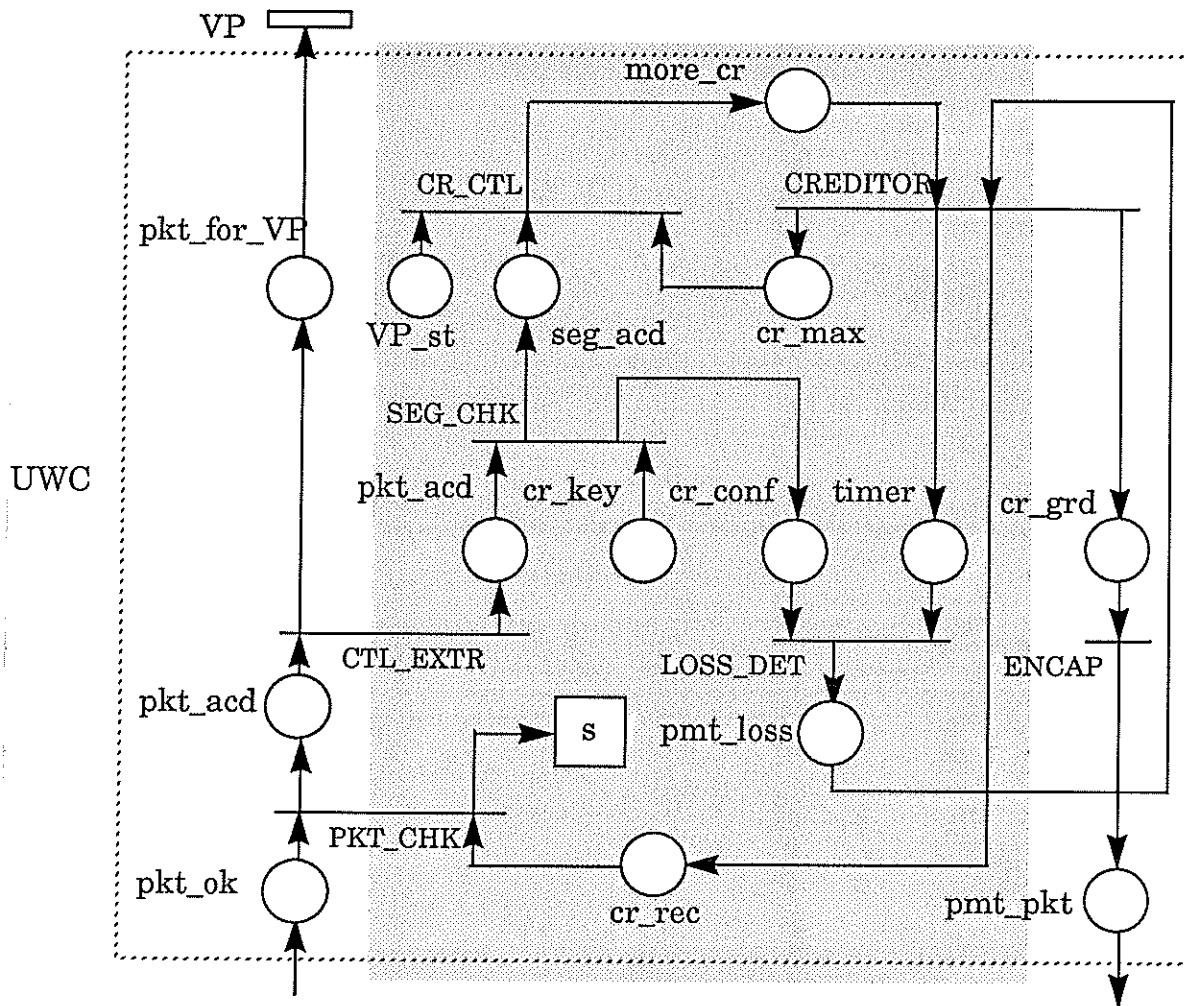 VP
more_cr
CR_CTL
CREDITOR
pkt_for_VP
VP_st
seg_acd
cr_max
SEG_CHK
UWC
pkt_acd
cr_key
cr_conf
timer
cr_grd
CTL_EXTR
LOSS_DET
ENCAP
pkt_acd
s
pmt_loss
PKT_CHK
pkt_ok
cr_rec
pmt_pkt